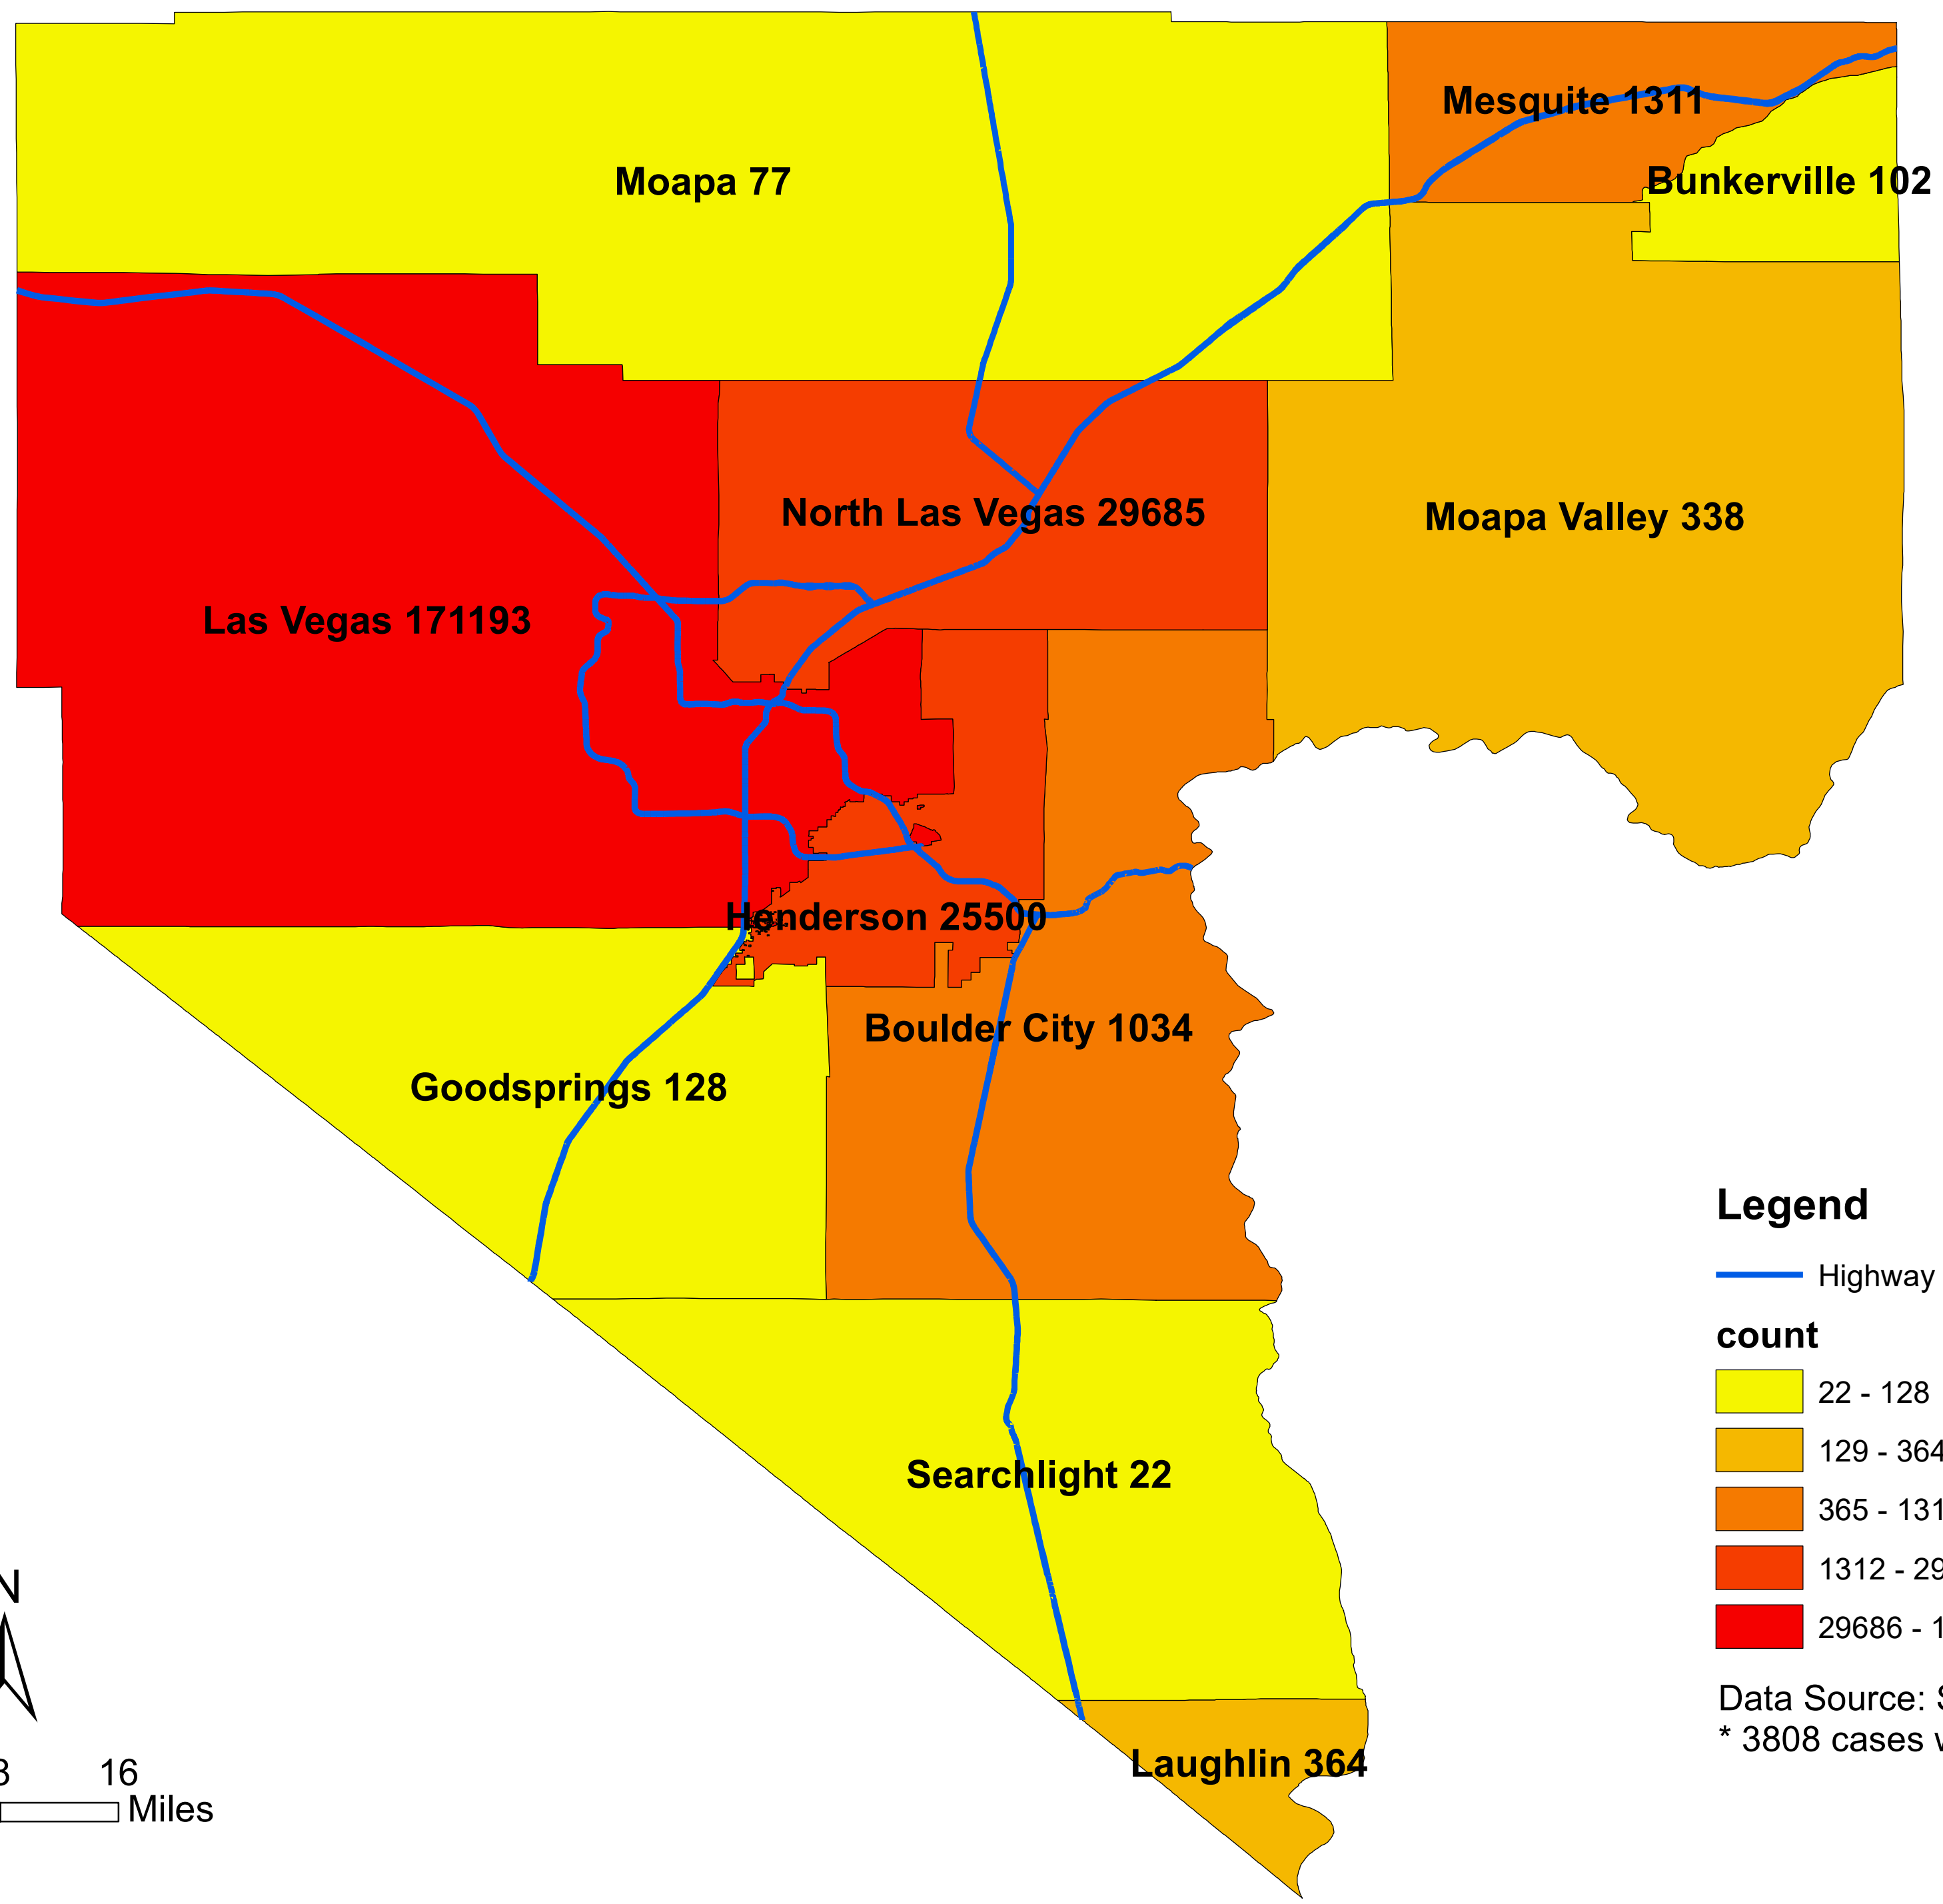 Mesquite 1311
Moapa 77
Bunkerville 102
North Las Vegas 29685
Moapa Valley 338
Las Vegas 171193
Henderson 25500
Boulder City 1034
Goodsprings 128
Searchlight 22
Laughlin 364
Legend
Highway
count
22 - 128
129 - 364
365 - 131
1312 - 29
29686 - 1
Data Source:
* 3808 cases
N
16
Miles